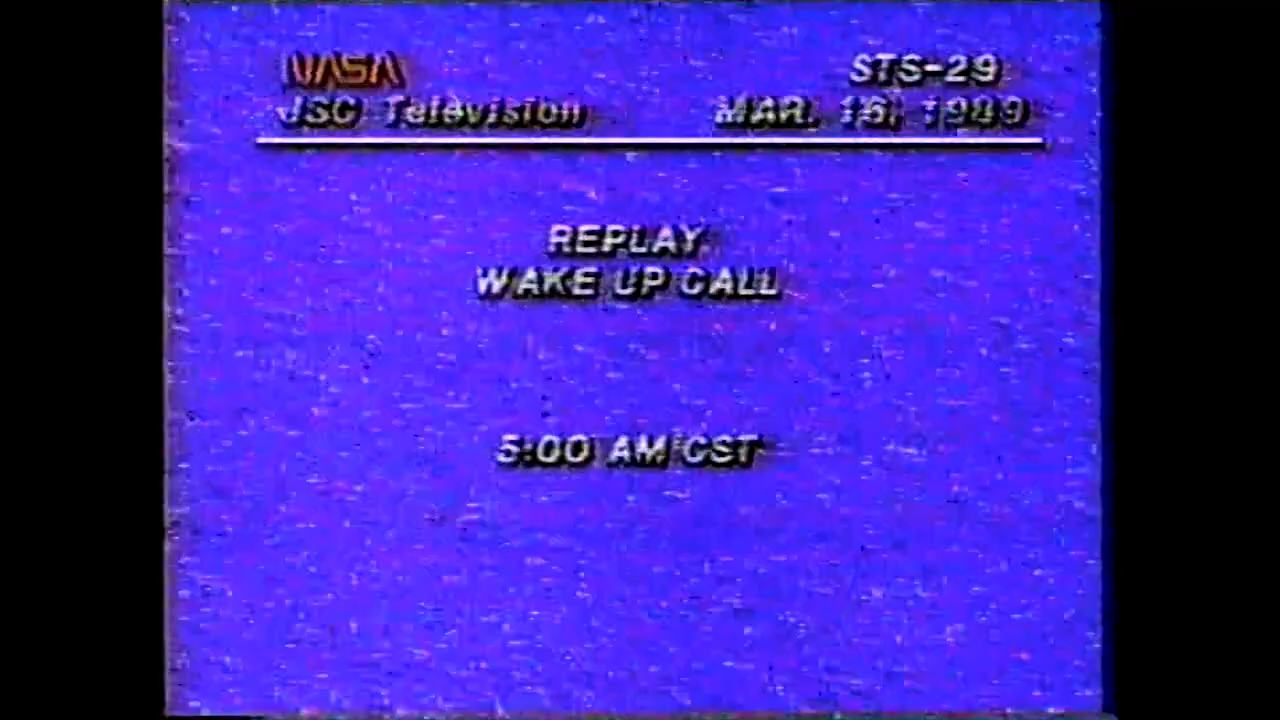 NASA STS-29
JSC Television MAR. 16, 1989
REPLAY
WAKE UP CALL
5:00 AM CST